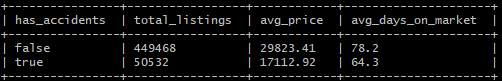 | has_accidents | total_listings | avg_price | avg_days_on_market |
| false | 449468 | 29823.41 | 78.2
| true | 50532 | 17112.92 | 64.3